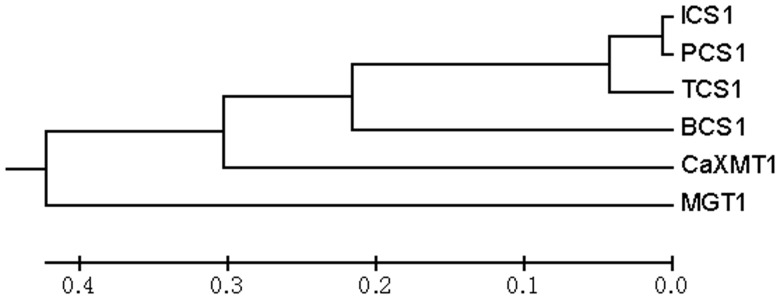 ICS1
PCS1
TCS1
BCS1
CaXMT1
MGT1
0.4 0.3 0.2 0.1 0.0